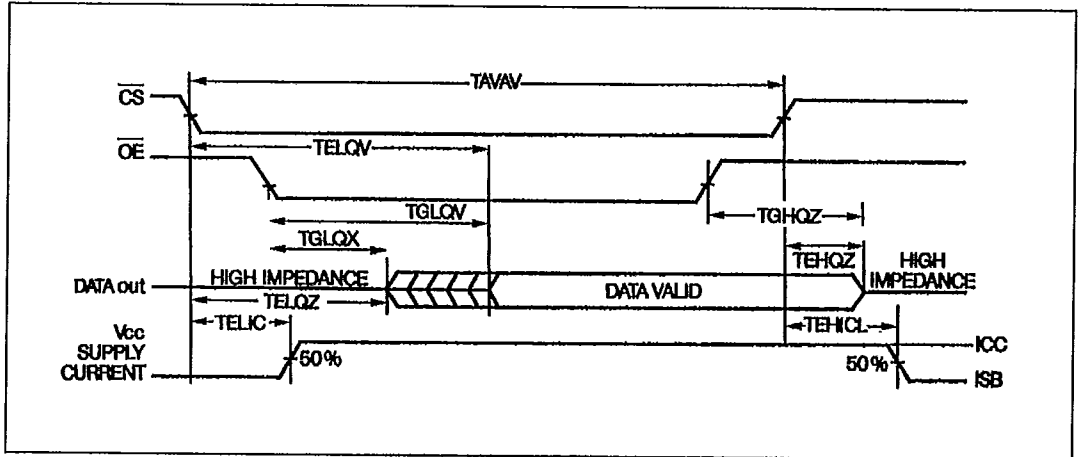 TAVAV
CS
OE
TELQV
TGLQV
TGHQZ
TGLQX
TEHQZ
HIGH IMPEDANCE
HIGH
IMPEDANCE
DATA out
DATA VALID
TELQZ
TELIC
TEHICL
Vcc
SUPPLY
CURRENT
50%
50%
ICC
ISB